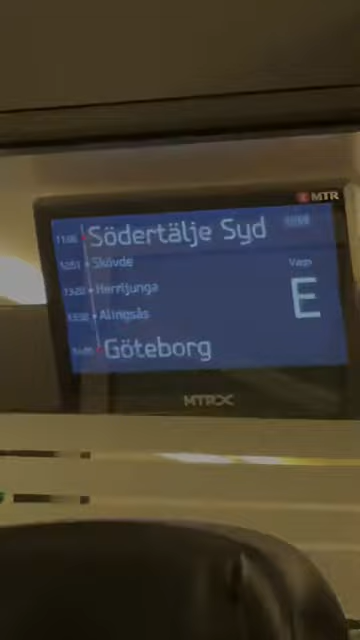 MTR
Södertälje Syd
Skövde
Vagn
Herrljunga
E
Alingsås
Göteborg
MTRX